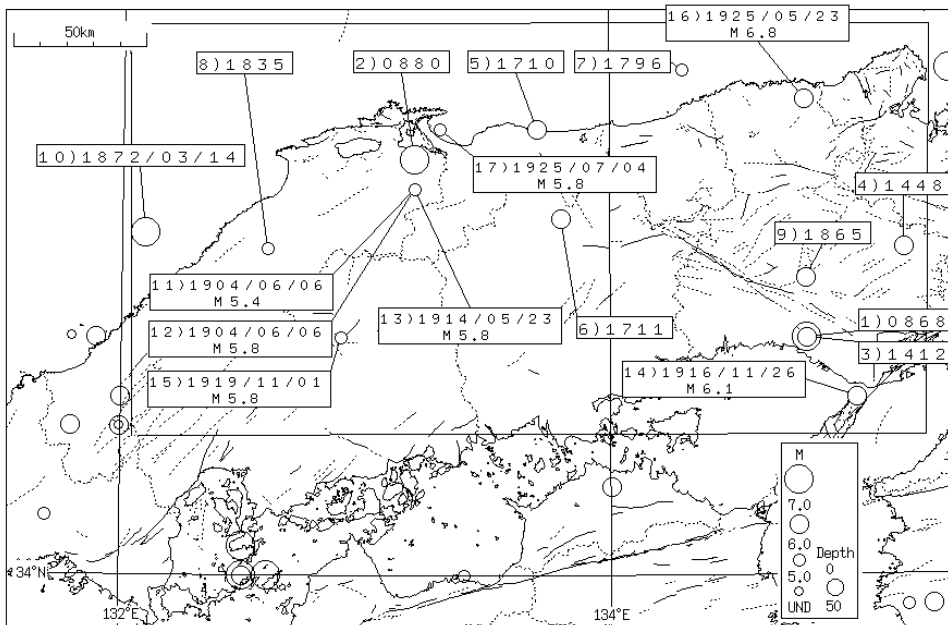 16)1925/05/23
M 6.8
50km
8)1835
2)0880
5)1710
7)1796
10)1872/03/14
17)1925/07/04
M 5.8
4)1448
9)1865
11)1904/06/06
M 5.4
13)1914/05/23
M 5.8
6)1711
1)0868
12)1904/06/06
M 5.8
3)1412
15)1919/11/01
M 5.8
14)1916/11/26
M 6.1
M
7.0
6.0
Depth
5.0
0
UND
50
34°N
132°E
134°E